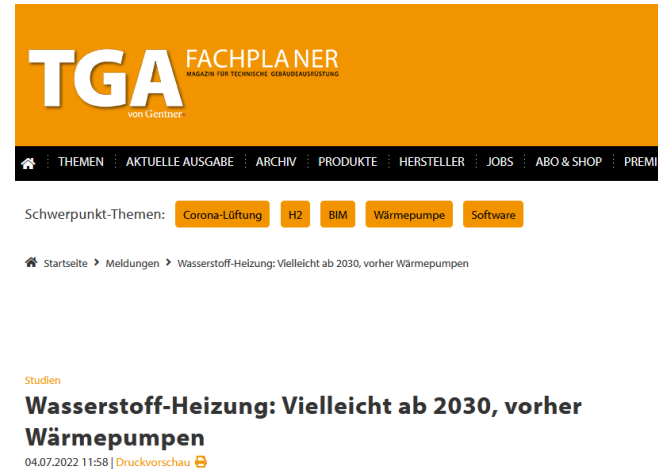 TGA FACHPLANER
MAGAZIN FÜR TECHNISCHE GEBÄUDEAUSRÜSTUNG
von Gentner
THEMEN AKTUELLE AUSGABE ARCHIV PRODUKTE HERSTELLER JOBS ABO & SHOP PREMI
Schwerpunkt-Themen: Corona-Lüftung H2 BIM Wärmepumpe Software
Startseite > Meldungen > Wasserstoff-Heizung: Vielleicht ab 2030, vorher Wärmepumpen
Studien
Wasserstoff-Heizung: Vielleicht ab 2030, vorher
Wärmepumpen
04.07.2022 11:58 | Druckvorschau